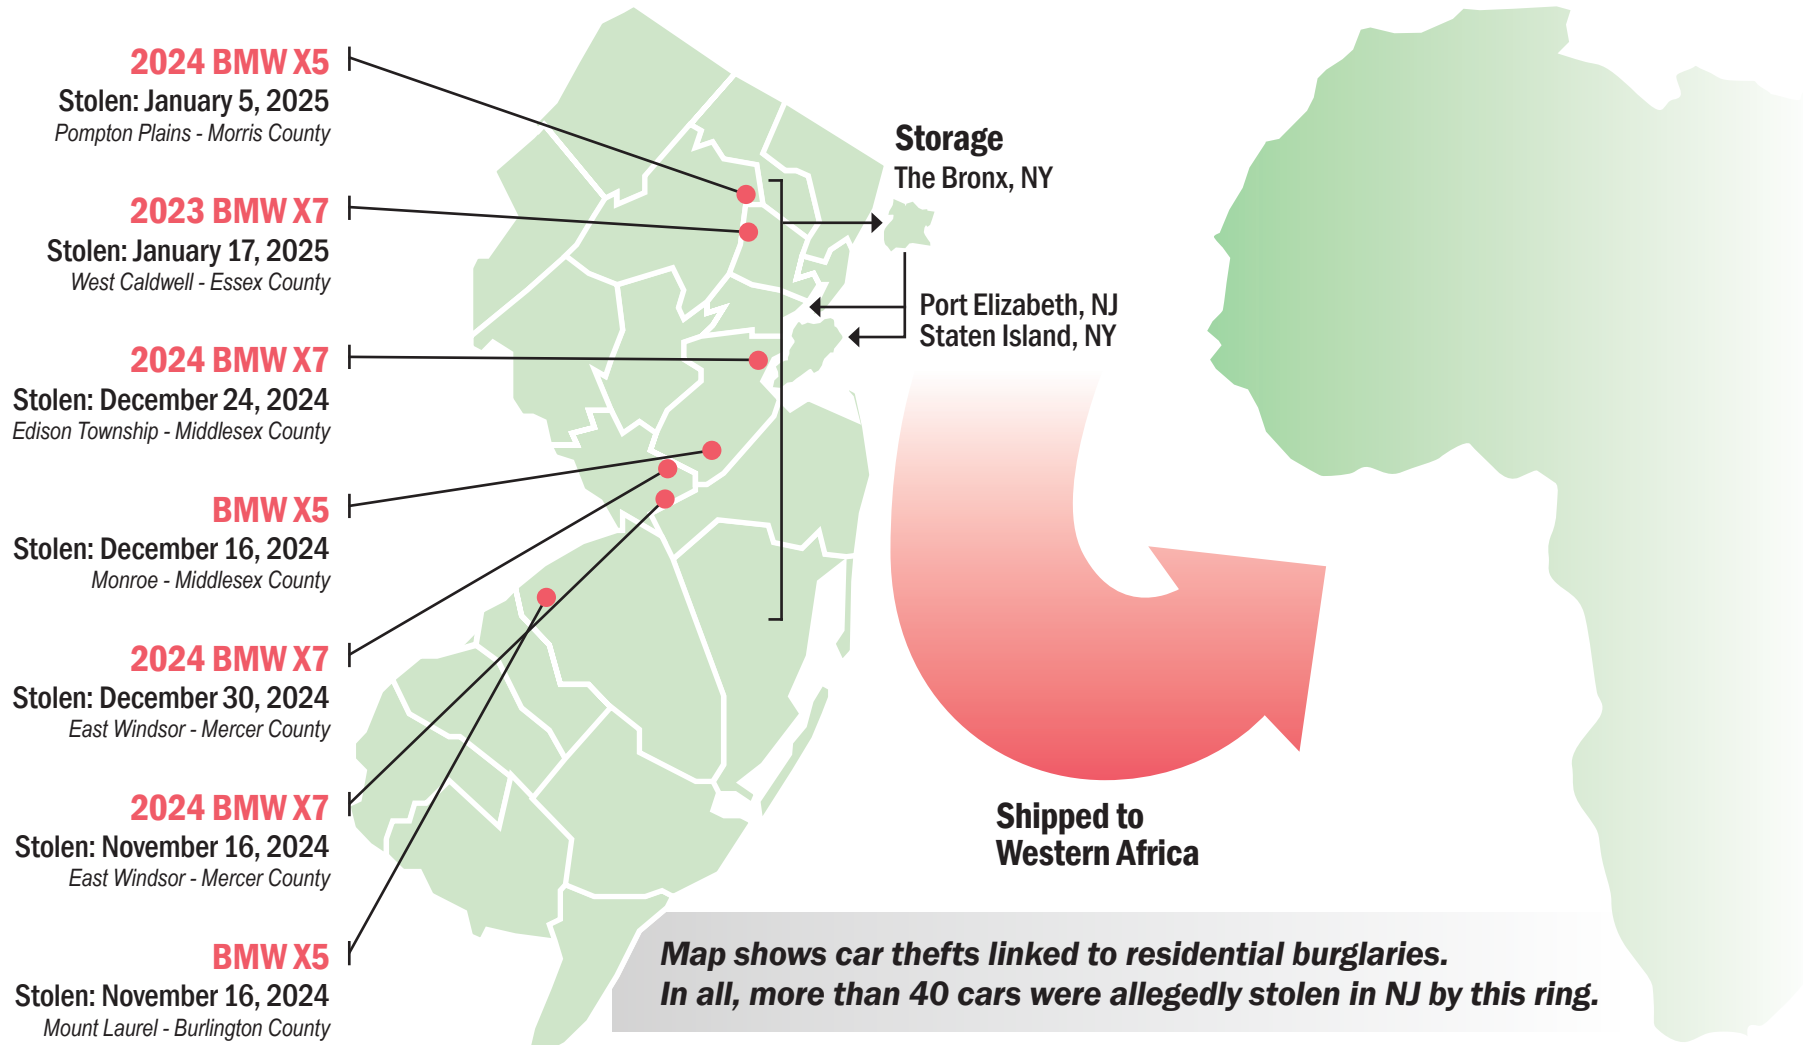 2024 BMW X5
Stolen: January 5, 2025
Pompton Plains - Morris County
2023 BMW X7
Stolen: January 17, 2025
West Caldwell - Essex County
2024 BMW X7
Stolen: December 24, 2024
Edison Township - Middlesex County
BMW X5
Stolen: December 16, 2024
Monroe - Middlesex County
2024 BMW X7
Stolen: December 30, 2024
East Windsor - Mercer County
2024 BMW X7
Stolen: November 16, 2024
East Windsor - Mercer County
BMW X5
Stolen: November 16, 2024
Mount Laurel - Burlington County
Storage
The Bronx, NY
Port Elizabeth, NJ
Staten Island, NY
Shipped to
Western Africa
Map shows car thefts linked to residential burglaries.
In all, more than 40 cars were allegedly stolen in NJ by this ring.